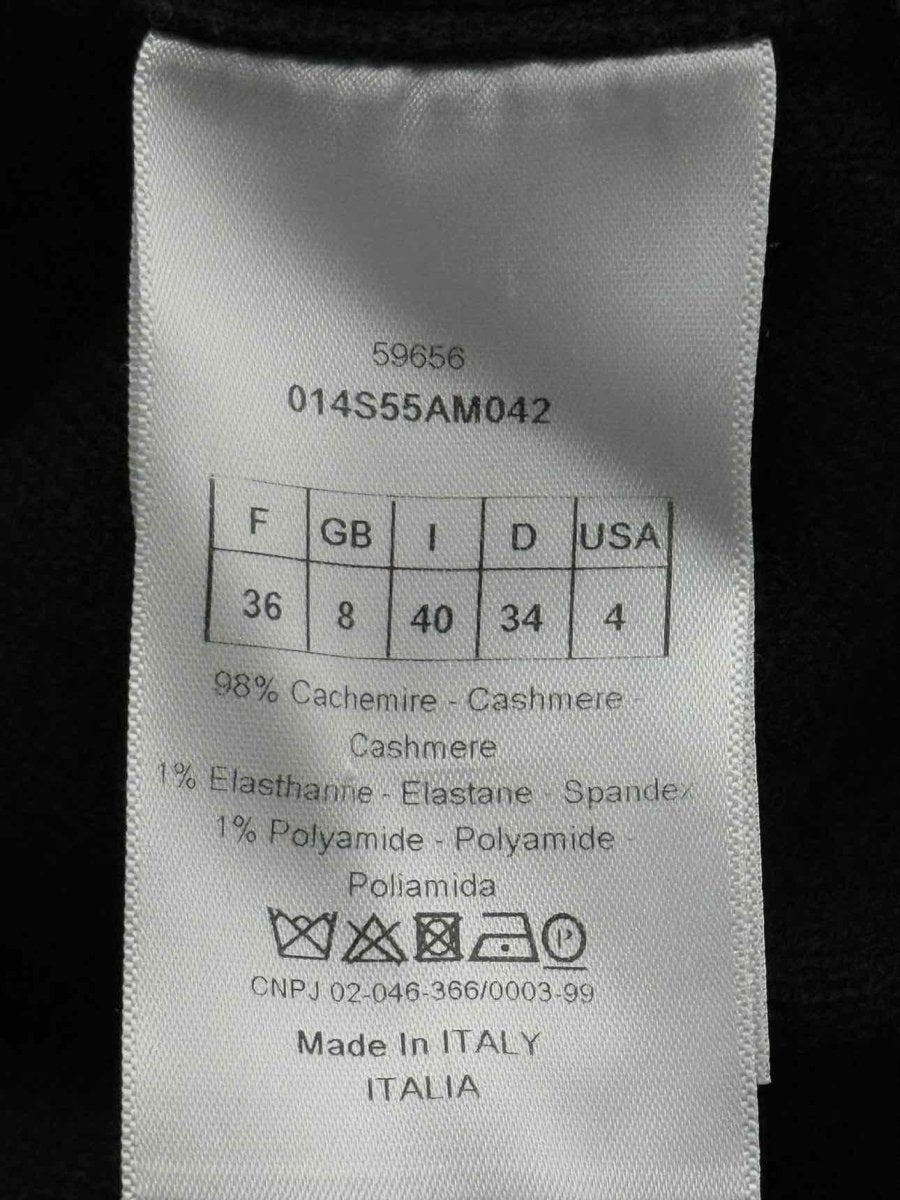 59656
014S55AM042
F GB I D USA
36 8 40 34 4
98% Cachemire - Cashmere -
Cashmere
1% Elasthanne - Elastane - Spandex
1% Polyamide - Polyamide -
Poliamida
P
CNPJ 02-046-366/0003-99
Made In ITALY
ITALIA